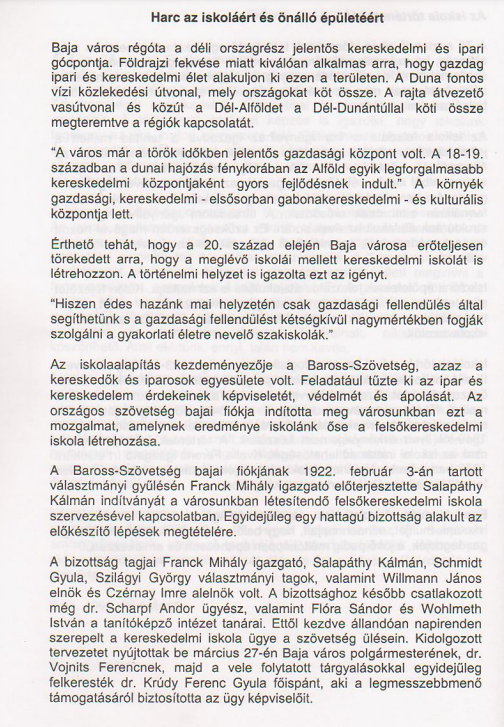 Harc az iskoláért és önálló épületéért
Baja város régóta a déli országrész jelentős kereskedelmi és ipari
gócpontja. Földrajzi fekvése miatt kiválóan alkalmas arra, hogy gazdag
ipari és kereskedelmi élet alakuljon ki ezen a területen. A Duna fontos
vízi közlekedési útvonal, mely országokat köt össze. A rajta átvezető
vasútvonal és közút a Dél-Alföldet a Dél-Dunántúllal köti össze
megteremtve a régiók kapcsolatát.
“A város már a török időkben jelentős gazdasági központ volt. A 18-19.
században a dunai hajózás fénykorában az Alföld egyik legforgalmasabb
kereskedelmi központjaként gyors fejlődésnek indult.” A környék
gazdasági, kereskedelmi - elsősorban gabonakereskedelmi - és kulturális
központja lett.
Érthető tehát, hogy a 20. század elején Baja városa erőteljesen
törekedett arra, hogy a meglévő iskolái mellett kereskedelmi iskolát is
létrehozzon. A történelmi helyzet is igazolta ezt az igényt.
“Hiszen édes hazánk mai helyzetén csak gazdasági fellendülés által
segíthetünk s a gazdasági fellendülést kétségkívül nagymértékben fogják
szolgálni a gyakorlati életre nevelő szakiskolák.”
Az iskolaalapítás kezdeményezője a Baross-Szövetség, azaz a
kereskedők és iparosok egyesülete volt. Feladatául tűzte ki az ipar és
kereskedelem érdekeinek képviseletét, védelmét és ápolását. Az
országos szövetség bajai fiókja indította meg városunkban ezt a
mozgalmat, amelynek eredménye iskolánk őse a felsőkereskedelmi
iskola létrehozása.
A Baross-Szövetség bajai fiókjának 1922. február 3-án tartott
választmányi gyűlésén Franck Mihály igazgató előterjesztette Salapáthy
Kálmán indítványát a városunkban létesítendő felsőkereskedelmi iskola
szervezésével kapcsolatban. Egyidejűleg egy hattagú bizottság alakult az
előkészítő lépések megtételére.
A bizottság tagjai Franck Mihály igazgató, Salapáthy Kálmán, Schmidt
Gyula, Szilágyi György választmányi tagok, valamint Willmann János
elnök és Czérnay Imre alelnök volt. A bizottsághoz később csatlakozott
még dr. Scharpf Andor ügyész, valamint Flóra Sándor és Wohlmeth
István a tanítóképző intézet tanárai. Ettől kezdve állandóan napirenden
szerepelt a kereskedelmi iskola ügye a szövetség ülésein. Kidolgozott
tervezetet nyújtottak be március 27-én Baja város polgármesterének, dr.
Vojnits Ferencnek, majd a vele folytatott tárgyalásokkal egyidejűleg
felkeresték dr. Krúdy Ferenc Gyula főispánt, aki a legmesszebbmenő
támogatásáról biztosította az ügy képviselőit.